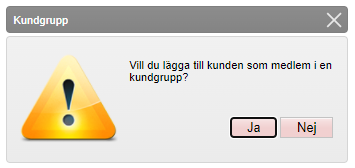 Kundgrupp
Vill du lägga till kunden som medlem i en
kundgrupp?
Ja
Nej